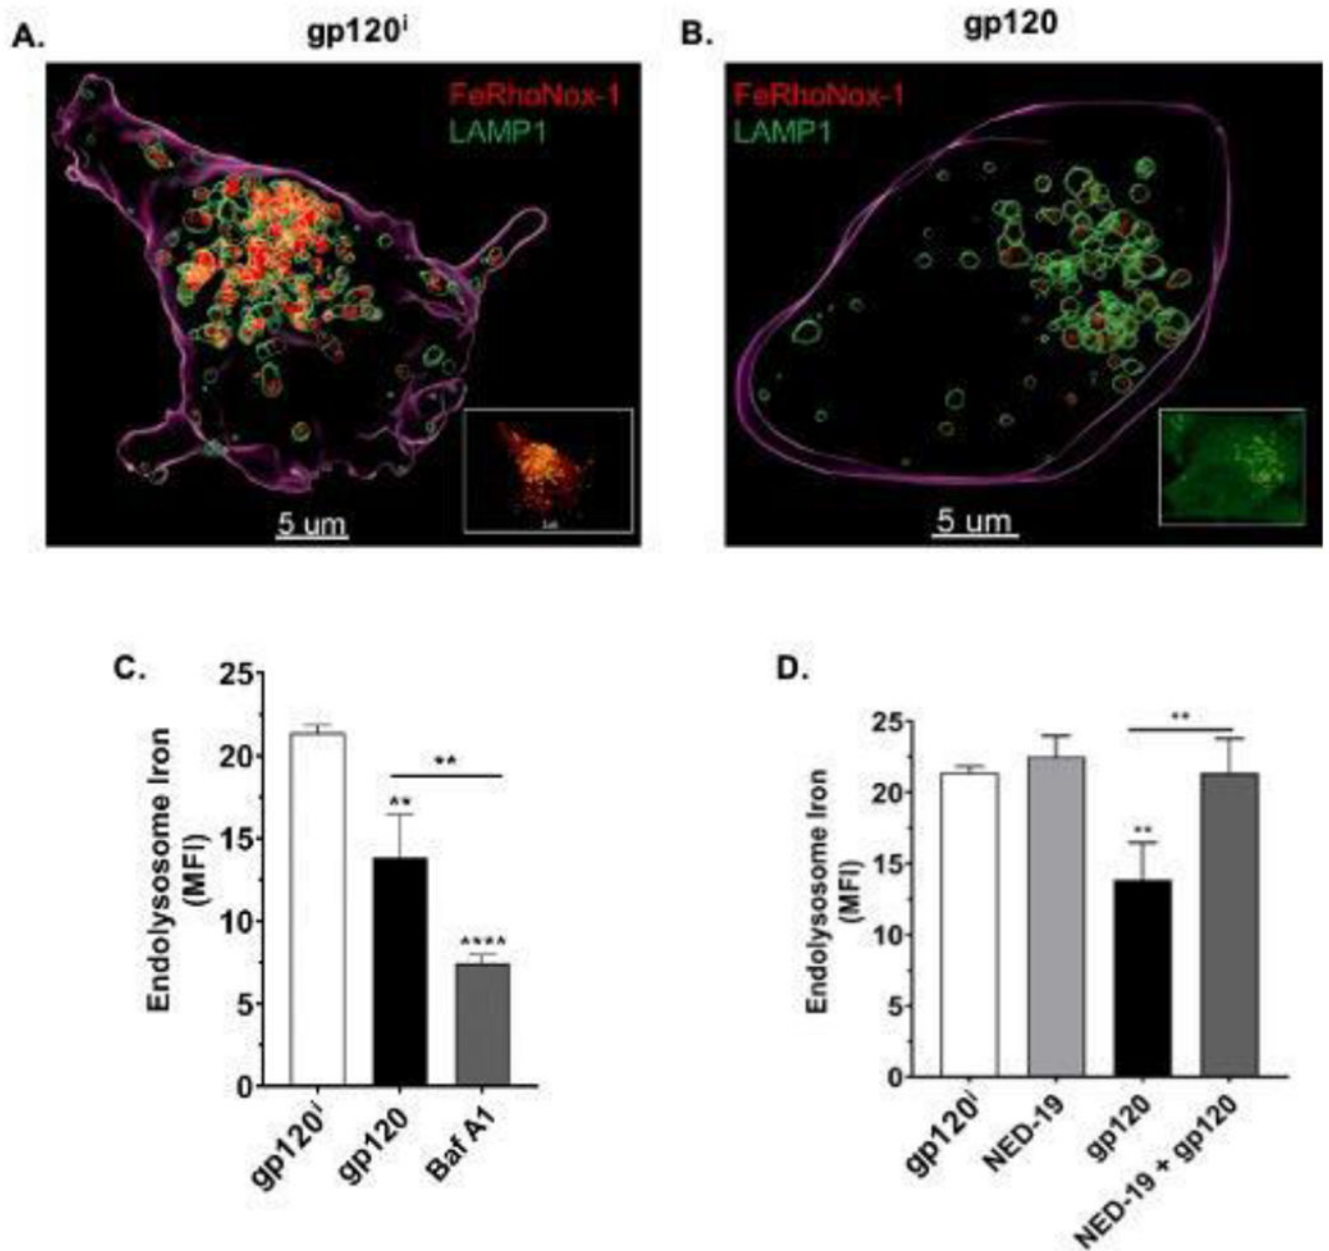 A.
gp120ⁱ
FeRhoNox-1
LAMP1
5 um
B.
gp120
FeRhoNox-1
LAMP1
5 um
C.
Endolysosome Iron
(MFI)
25
20
15
10
5
0
**
**
****
gp120ⁱ
gp120
Baf A1
D.
Endolysosome Iron
(MFI)
25
20
15
10
5
0
**
**
gp120ⁱ
NED-19
gp120
NED-19 + gp120